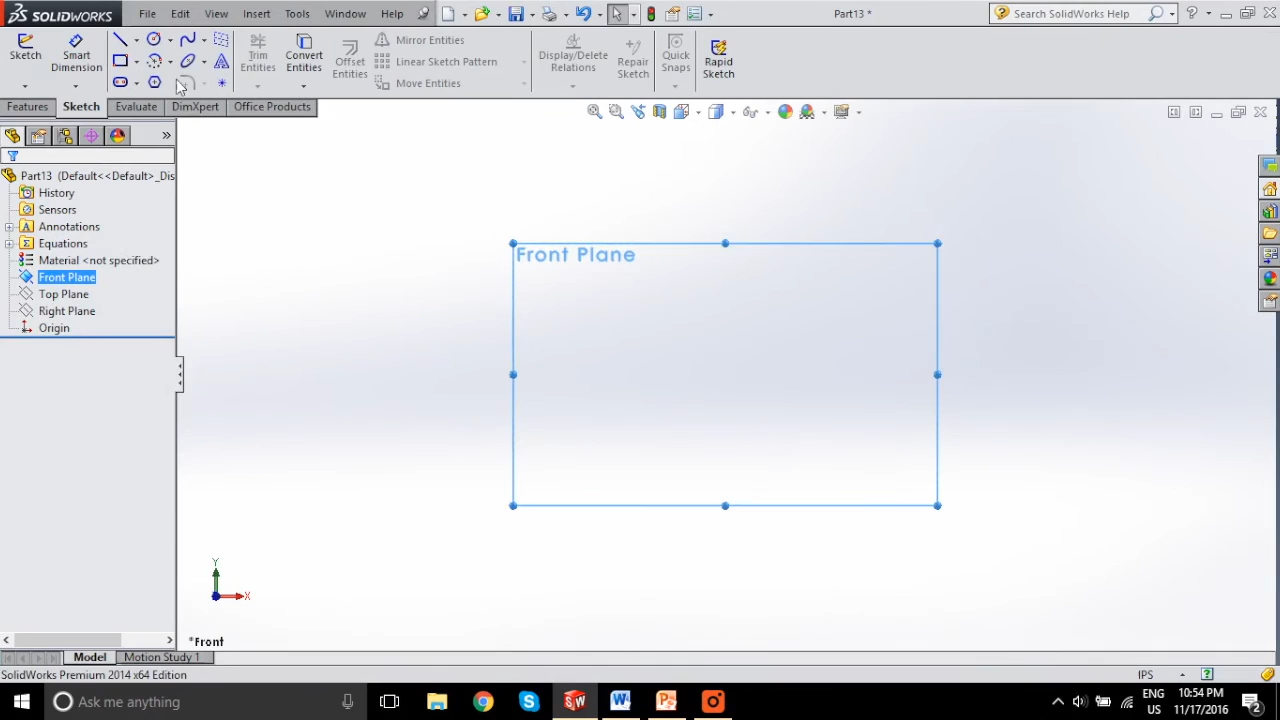 SOLIDWORKS File Edit View Insert Tools Window Help Part13 * Search SolidWorks Help
Sketch Smart Dimension Trim Entities Convert Entities Offset Entities Mirror Entities Linear Sketch Pattern Move Entities Display/Delete Relations Repair Sketch Quick Snaps Rapid Sketch
Features Sketch Evaluate DimXpert Office Products
Part13 (Default<<Default>_Dis
History
Sensors
Annotations
Equations
Material <not specified>
Front Plane
Top Plane
Right Plane
Origin
Front Plane
Y
X
*Front
Model Motion Study 1
SolidWorks Premium 2014 x64 Edition IPS
Ask me anything
ENG 10:54 PM
US 11/17/2016
2